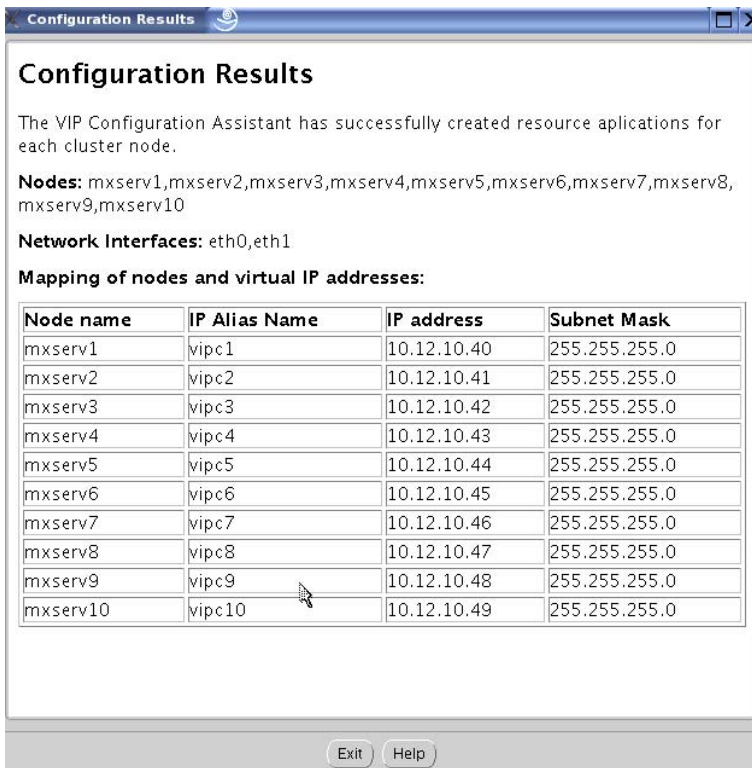 Configuration Results
Configuration Results
The VIP Configuration Assistant has successfully created resource aplications for
each cluster node.
Nodes: mxserv1,mxserv2,mxserv3,mxserv4,mxserv5,mxserv6,mxserv7,mxserv8,
mxserv9,mxserv10
Network Interfaces: eth0,eth1
Mapping of nodes and virtual IP addresses:
Node name IP Alias Name IP address Subnet Mask
mxserv1 vipc1 10.12.10.40 255.255.255.0
mxserv2 vipc2 10.12.10.41 255.255.255.0
mxserv3 vipc3 10.12.10.42 255.255.255.0
mxserv4 vipc4 10.12.10.43 255.255.255.0
mxserv5 vipc5 10.12.10.44 255.255.255.0
mxserv6 vipc6 10.12.10.45 255.255.255.0
mxserv7 vipc7 10.12.10.46 255.255.255.0
mxserv8 vipc8 10.12.10.47 255.255.255.0
mxserv9 vipc9 10.12.10.48 255.255.255.0
mxserv10 vipc10 10.12.10.49 255.255.255.0
Exit Help